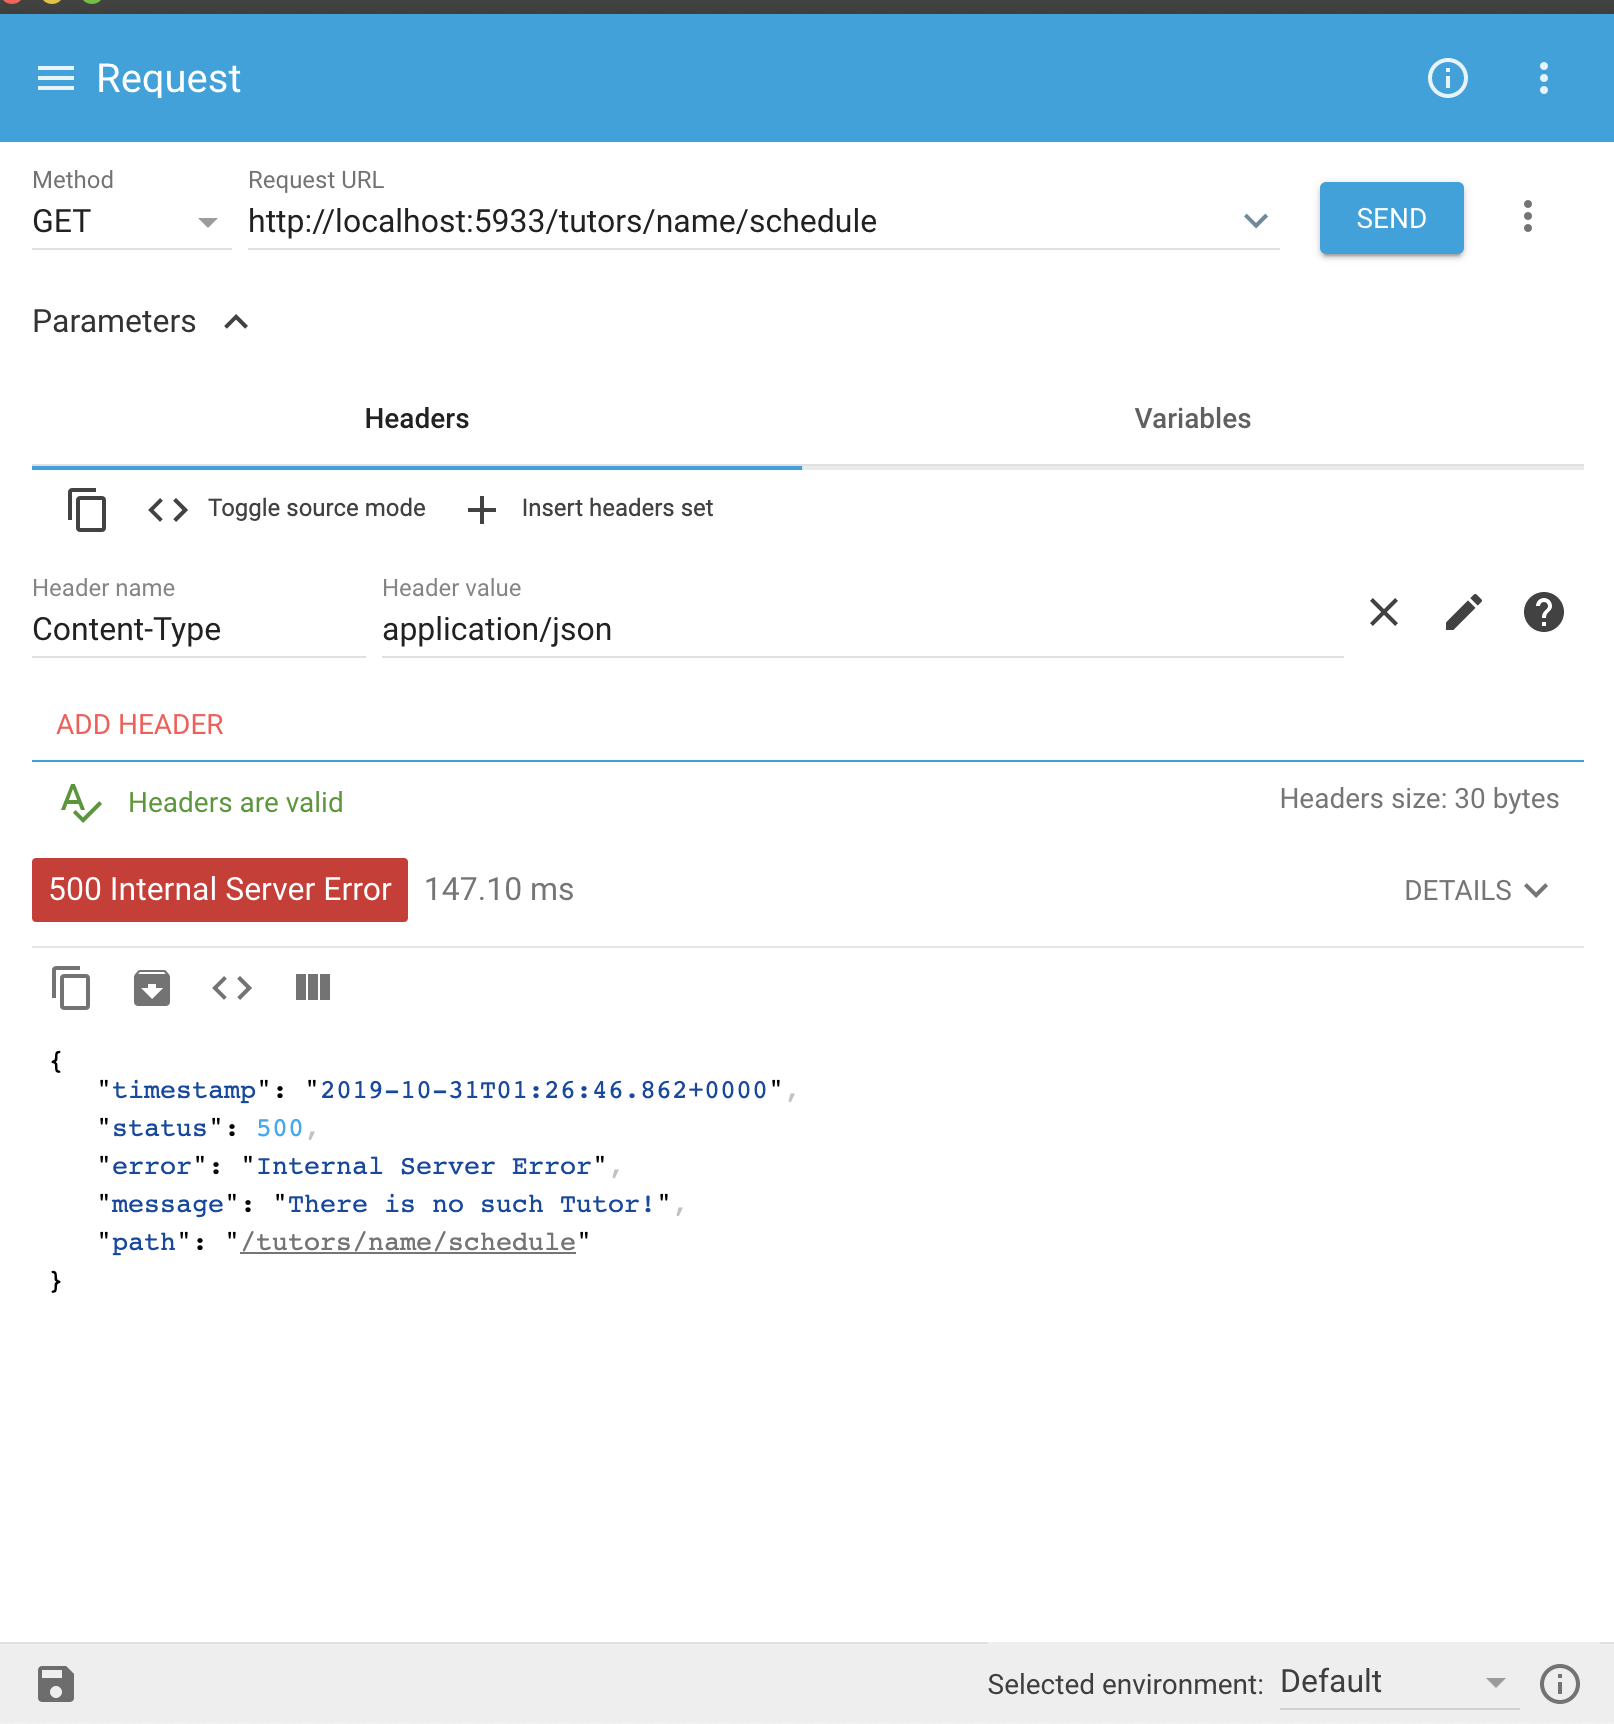 Request
Method
Request URL
GET
http://localhost:5933/tutors/name/schedule
SEND
Parameters
Headers
Variables
Toggle source mode
Insert headers set
Header name
Header value
Content-Type
application/json
ADD HEADER
Headers are valid
Headers size: 30 bytes
500 Internal Server Error
147.10 ms
DETAILS
{
"timestamp": "2019-10-31T01:26:46.862+0000",
"status": 500,
"error": "Internal Server Error",
"message": "There is no such Tutor!",
"path": "/tutors/name/schedule"
}
Selected environment: Default